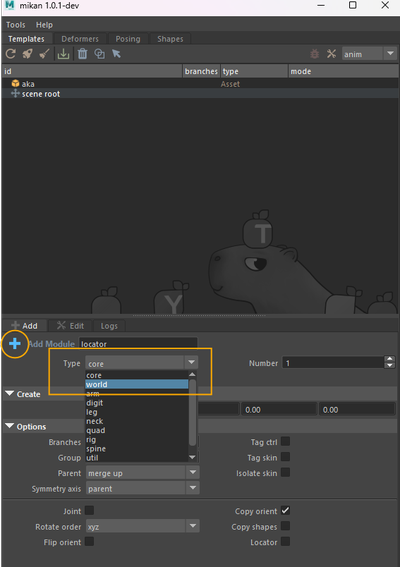 mikan 1.0.1-dev
Tools Help
Templates Deformers Posing Shapes
anim
id branches type mode
aka Asset
scene root
T
Y
Add Edit Logs
Add Module locator
Type core Number 1
core
world
arm
digit
leg
neck
quad
rig
spine
util
Create
0.00 0.00
Options
Branches Tag ctrl
Group Tag skin
Parent merge up Isolate skin
Symmetry axis parent
Joint Copy orient
Rotate order xyz Copy shapes
Flip orient Locator